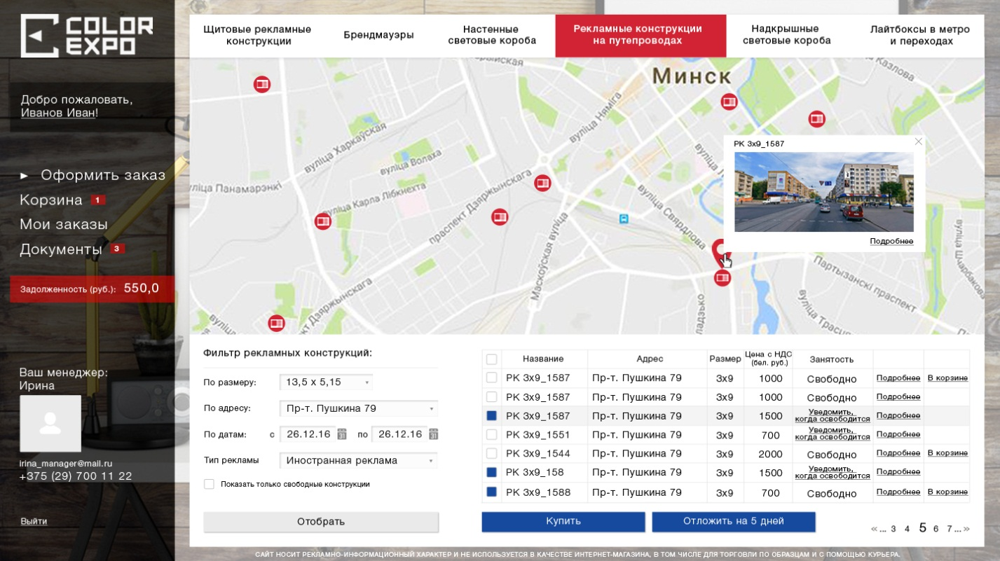 COLOR
EXPO
Добро пожаловать,
Иванов Иван!
► Оформить заказ
Корзина 1
Мои заказы
Документы 3
Задолженность (руб.): 550,0
Ваш менеджер:
Ирина
irina_manager@mail.ru
+375 (29) 700 11 22
Выйти
Щитовые рекламные
конструкции
Брендмауэры
Настенные
световые короба
Рекламные конструкции
на путепроводах
Надкрышные
световые короба
Лайтбоксы в метро
и переходах
Минск
вуліца Няміга
вуліца Харкаўская
вуліца Волаха
вуліца Панамарэнкі
вуліца Карла Лібкнехта
праспект Дзяржынскага
Маскоўская вуліца
вуліца Свярдлова
Партызанскі праспект
РК 3х9_1587
Подробнее
Фильтр рекламных конструкций:
По размеру: 13,5 x 5,15
По адресу: Пр-т. Пушкина 79
По датам: с 26.12.16 по 26.12.16
Тип рекламы Иностранная реклама
Показать только свободные конструкции
Отобрать
Название Адрес Размер Цена с НДС (бел. руб.) Занятость
РК 3х9_1587 Пр-т. Пушкина 79 3х9 1000 Свободно Подробнее В корзине
РК 3х9_1587 Пр-т. Пушкина 79 3х9 1000 Свободно Подробнее
РК 3х9_1587 Пр-т. Пушкина 79 3х9 1500 Уведомить, когда освободится Подробнее
РК 3х9_1551 Пр-т. Пушкина 79 3х9 700 Уведомить, когда освободится Подробнее
РК 3х9_1544 Пр-т. Пушкина 79 3х9 2000 Свободно Подробнее В корзине
РК 3х9_158 Пр-т. Пушкина 79 3х9 1500 Уведомить, когда освободится Подробнее
РК 3х9_1588 Пр-т. Пушкина 79 3х9 700 Свободно Подробнее В корзине
Купить
Отложить на 5 дней
«... 3 4 5 6 7...»
САЙТ НОСИТ РЕКЛАМНО-ИНФОРМАЦИОННЫЙ ХАРАКТЕР И НЕ ИСПОЛЬЗУЕТСЯ В КАЧЕСТВЕ ИНТЕРНЕТ-МАГАЗИНА, В ТОМ ЧИСЛЕ ДЛЯ ТОРГОВЛИ ПО ОБРАЗЦАМ И С ПОМОЩЬЮ КУРЬЕРА.